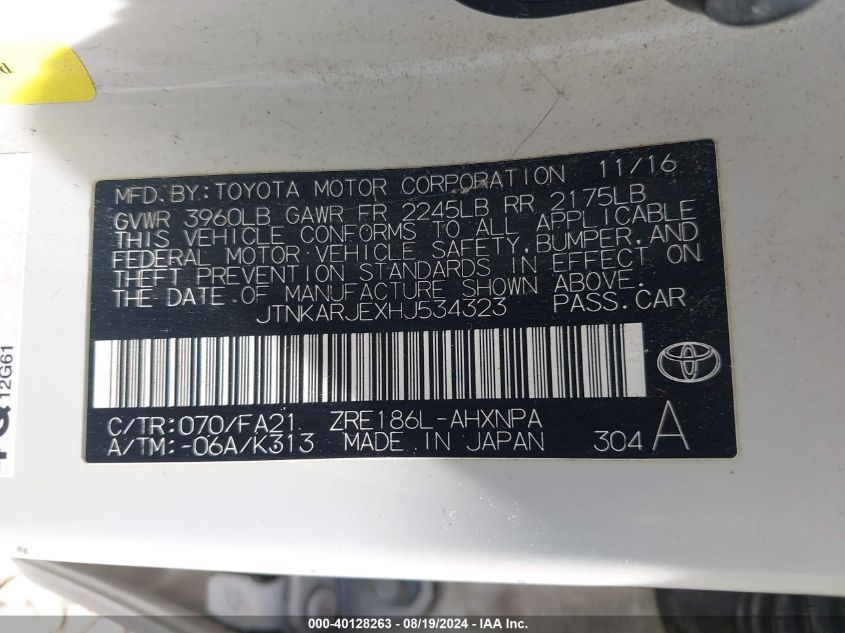 MFD. BY: TOYOTA MOTOR CORPORATION 11/16
GVWR 3960LB GAWR FR 2245LB RR 2175LB
THIS VEHICLE CONFORMS TO ALL APPLICABLE
FEDERAL MOTOR VEHICLE SAFETY, BUMPER, AND
THEFT PREVENTION STANDARDS IN EFFECT ON
THE DATE OF MANUFACTURE SHOWN ABOVE.
JTNKARJEXHJ534323 PASS.CAR
C/TR:070/FA21 ZRE186L-AHXNPA
A/TM:-06A/K313 MADE IN JAPAN 304 A
12G61
000-40128263 - 08/19/2024 - IAA Inc.